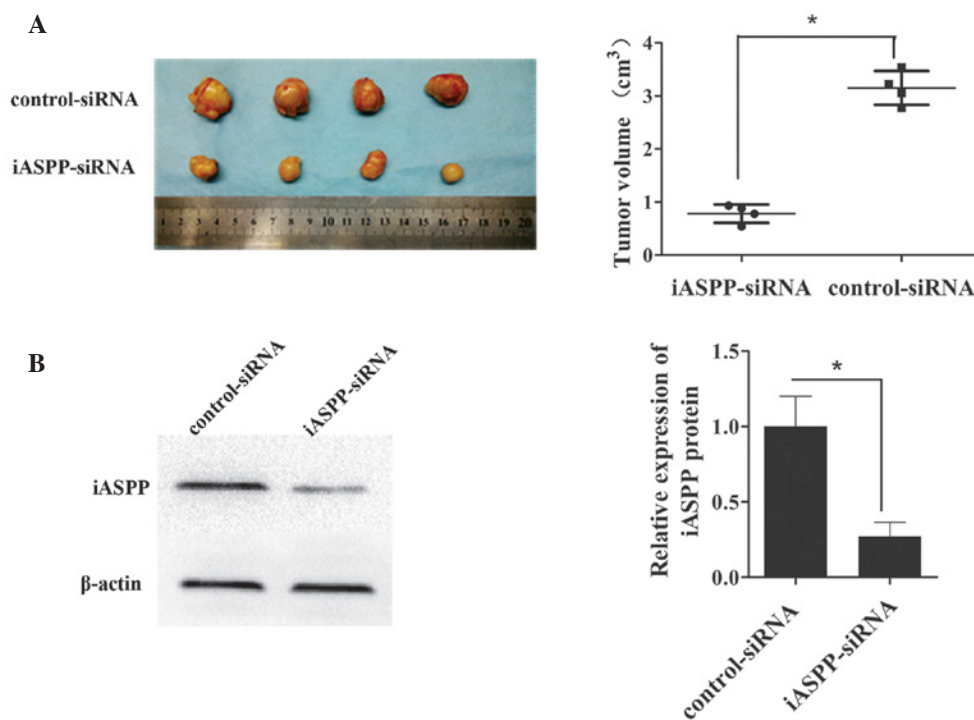 A
control-siRNA
iASPP-siRNA
1 2 3 4 5 6 7 8 9 10 11 12 13 14 15 16 17 18 19 20
Tumor volume (cm³)
4
3
2
1
0
*
iASPP-siRNA control-siRNA
B
control-siRNA
iASPP-siRNA
iASPP
β-actin
Relative expression of
iASPP protein
1.5
1.0
0.5
0.0
*
control-siRNA
iASPP-siRNA